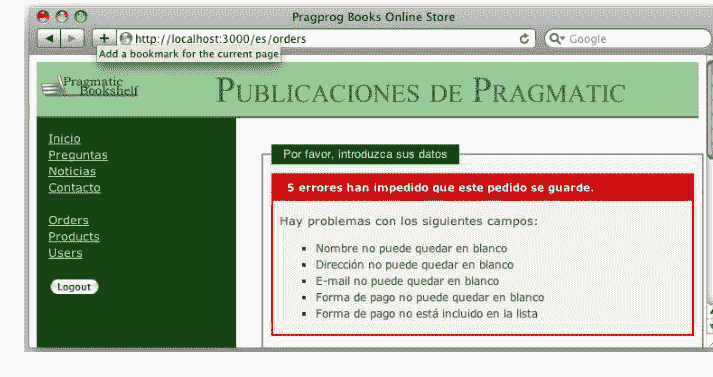 Pragprog Books Online Store
http://localhost:3000/es/orders
Google
Add a bookmark for the current page
Pragmatic
Bookshelf
PUBLICACIONES DE PRAGMATIC
Inicio
Preguntas
Noticias
Contacto
Orders
Products
Users
Logout
Por favor, introduzca sus datos
5 errores han impedido que este pedido se guarde.
Hay problemas con los siguientes campos:
Nombre no puede quedar en blanco
Dirección no puede quedar en blanco
E-mail no puede quedar en blanco
Forma de pago no puede quedar en blanco
Forma de pago no está incluido en la lista